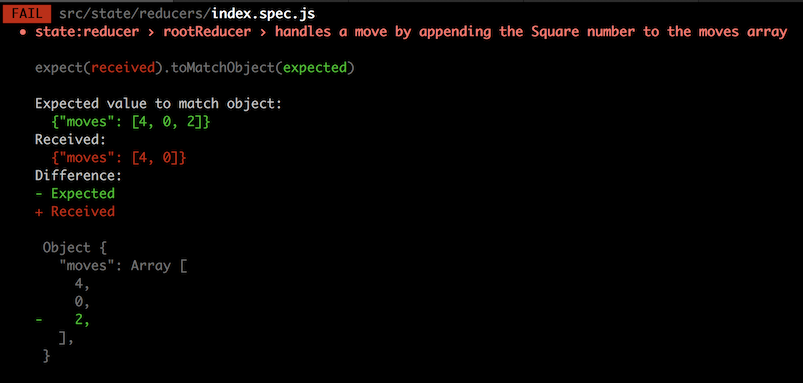 FAIL src/state/reducers/index.spec.js
● state:reducer › rootReducer › handles a move by appending the Square number to the moves array
expect(received).toMatchObject(expected)
Expected value to match object:
{"moves": [4, 0, 2]}
Received:
{"moves": [4, 0]}
Difference:
- Expected
+ Received
Object {
"moves": Array [
4,
0,
- 2,
],
}